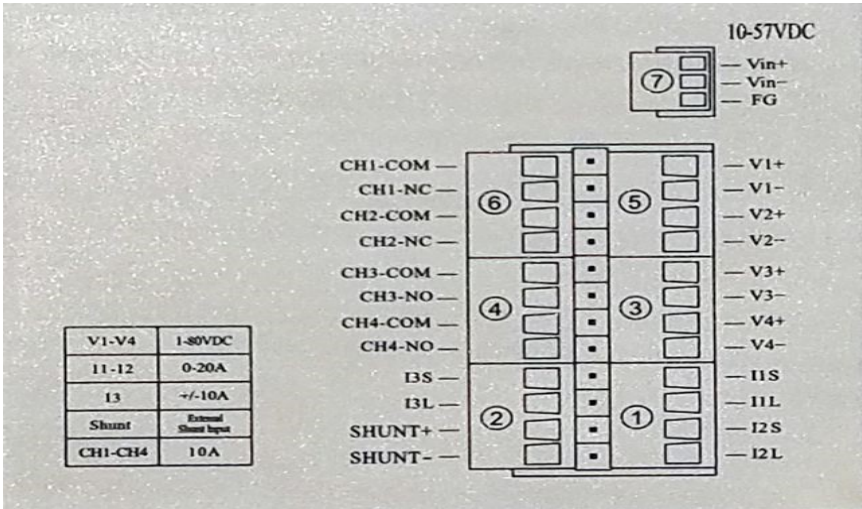 10-57VDC
Vin+
Vin−
FG
7
CH1-COM
CH1-NC
CH2-COM
CH2-NC
6
5
V1+
V1−
V2+
V2−
CH3-COM
CH3-NO
CH4-COM
CH4-NO
4
3
V3+
V3−
V4+
V4−
I3S
I3L
SHUNT+
SHUNT−
2
1
I1S
I1L
I2S
I2L
V1-V4 1-80VDC
I1-I2 0-20A
I3 +/-10A
Shunt External Shunt Input
CH1-CH4 10A